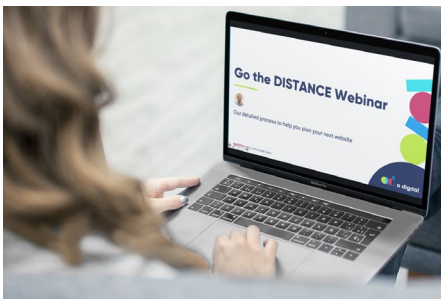 Go the DISTANCE Webinar
Our detailed process to help you plan your next website
a digital